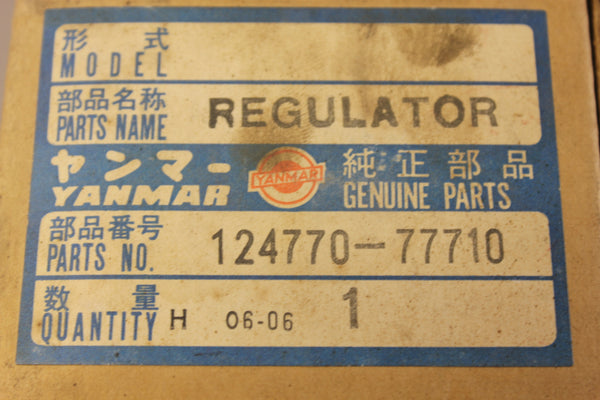 形式
MODEL
部品名称
PARTS NAME REGULATOR
ヤンマー 純正部品
YANMAR YANMAR GENUINE PARTS
部品番号
PARTS NO. 124770-77710
数量
QUANTITY H 06-06 1